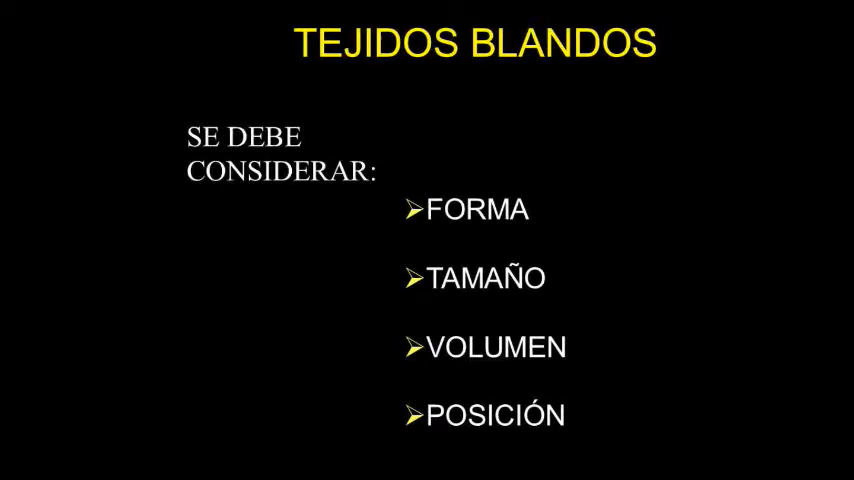 TEJIDOS BLANDOS
SE DEBE
CONSIDERAR:
➢FORMA
➢TAMAÑO
➢VOLUMEN
➢POSICIÓN